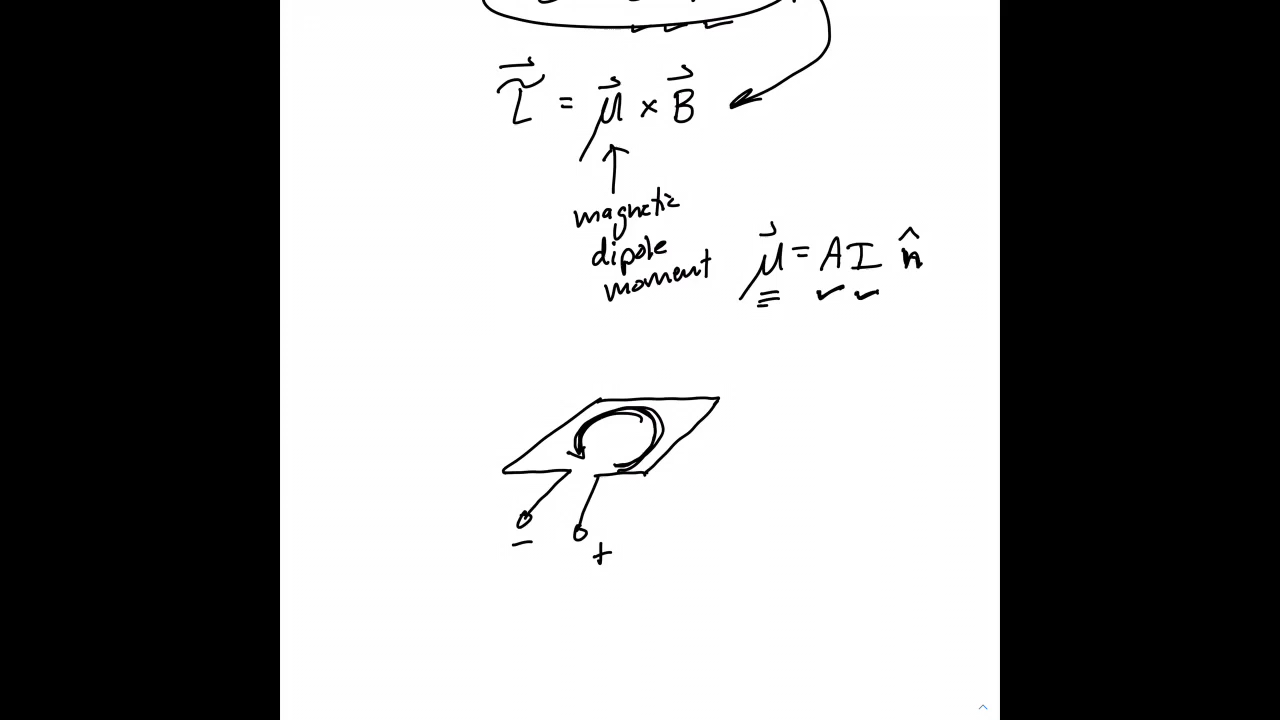 τ⃗ = μ⃗ × B⃗
magnetic
dipole
moment
μ⃗ = A I n̂
−
+